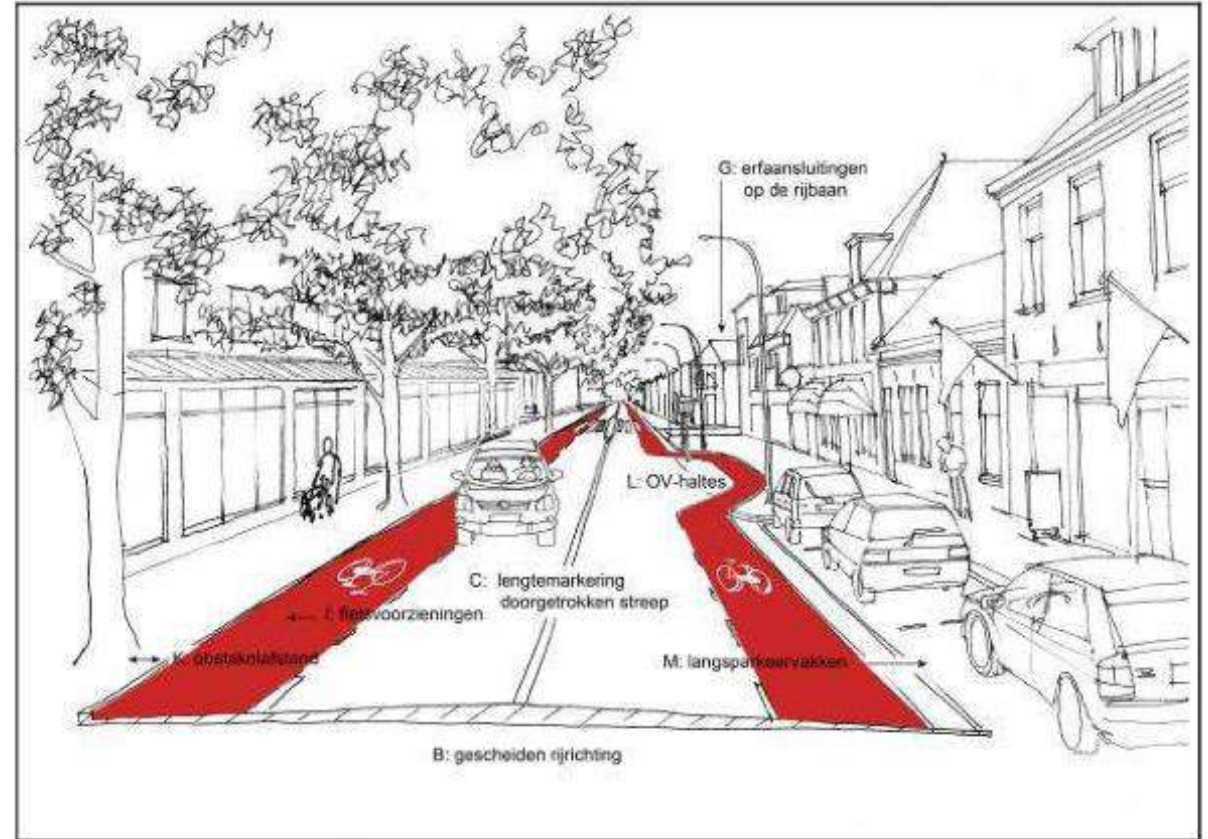 G: erfaansluitingen
op de rijbaan
L: OV-haltes
C: lengtemarkering
doorgetrokken streep
I: fietsvoorzieningen
K: obstakelafstand
M: langsparkeervakken
B: gescheiden rijrichting